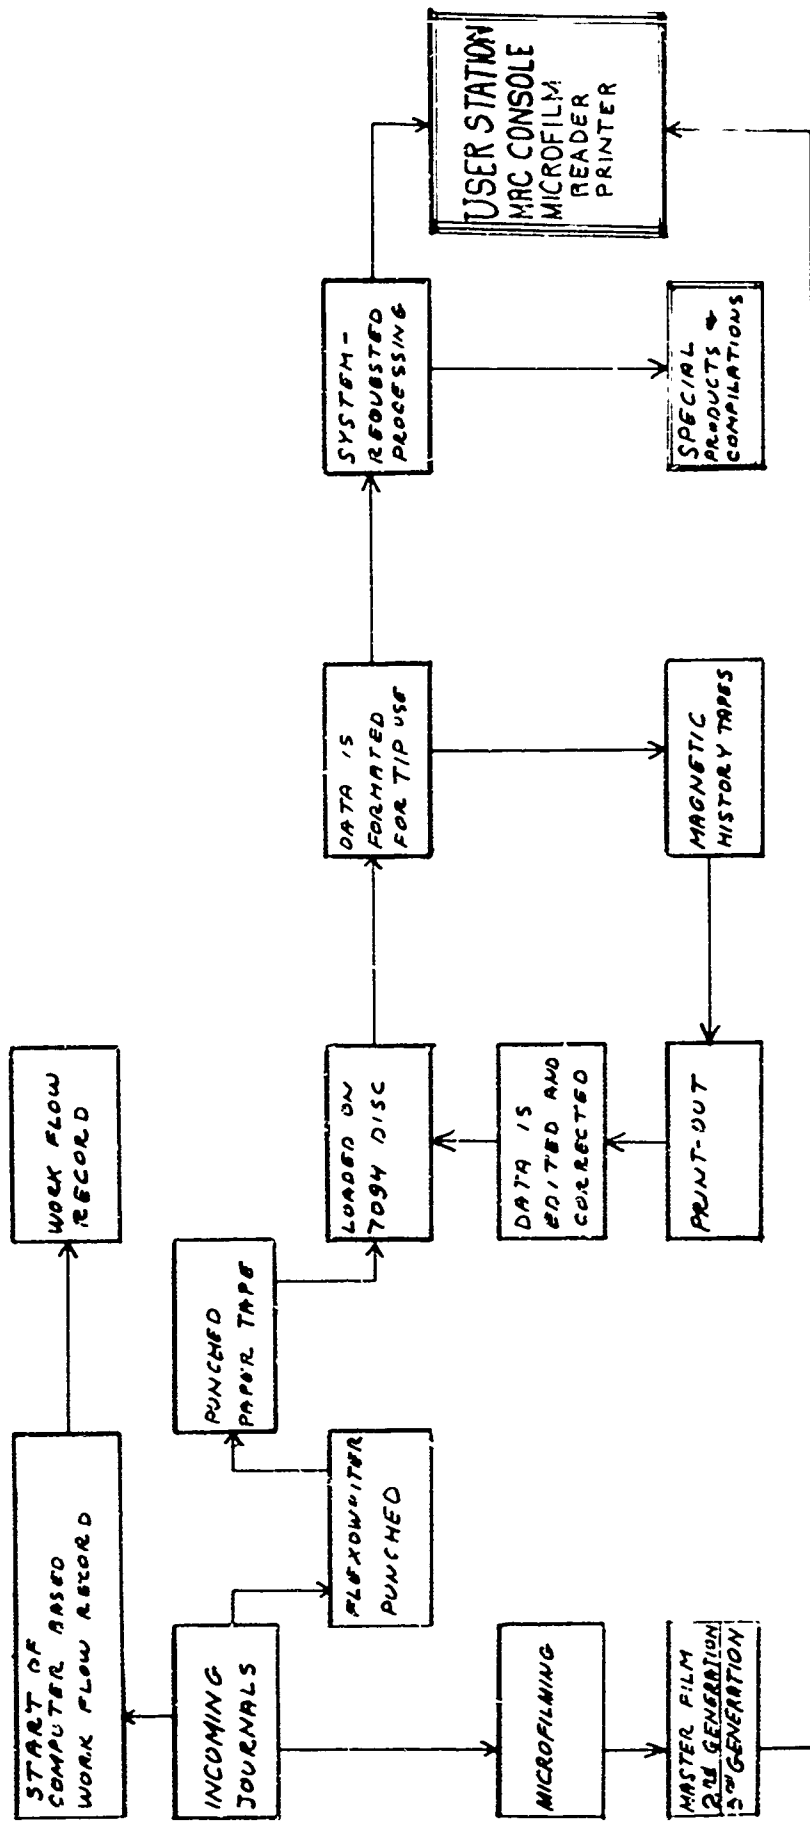 START OF
COMPUTER BASED
WORK FLOW RECORD
WORK FLOW
RECORD
INCOMING
JOURNALS
PUNCHED
PAPER TAPE
FLEXOWRITER
PUNCHED
LOADED ON
7094 DISC
DATA IS
FORMATED
FOR TIP USE
SYSTEM-
REQUESTED
PROCESSING
USER STATION
MAC CONSOLE
MICROFILM
READER
PRINTER
MICROFILMING
DATA IS
EDITED AND
CORRECTED
MASTER FILM
2nd GENERATION
3rd GENERATION
PRINT-OUT
MAGNETIC
HISTORY TAPES
SPECIAL
PRODUCTS &
COMPILATIONS